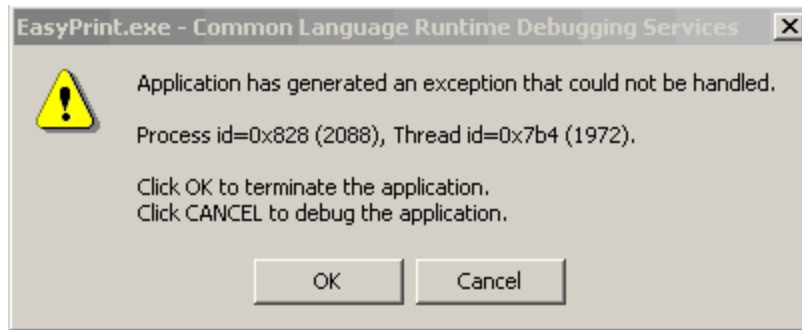 EasyPrint.exe - Common Language Runtime Debugging Services
Application has generated an exception that could not be handled.
Process id=0x828 (2088), Thread id=0x7b4 (1972).
Click OK to terminate the application.
Click CANCEL to debug the application.
OK
Cancel